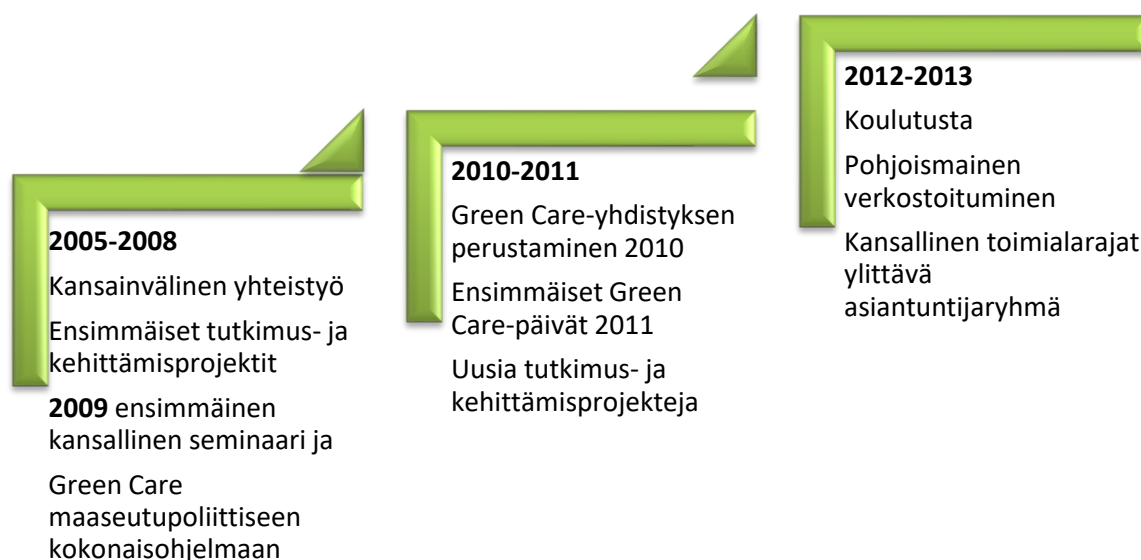 2005-2008
Kansainvälinen yhteistyö
Ensimmäiset tutkimus- ja
kehittämisprojektit
2009 ensimmäinen
kansallinen seminaari ja
Green Care
maaseutupoliittiseen
kokonaisohjelmaan
2010-2011
Green Care-yhdistyksen
perustaminen 2010
Ensimmäiset Green
Care-päivät 2011
Uusia tutkimus- ja
kehittämisprojekteja
2012-2013
Koulutusta
Pohjoismainen
verkostoituminen
Kansallinen toimialarajat
ylittävä
asiantuntijaryhmä